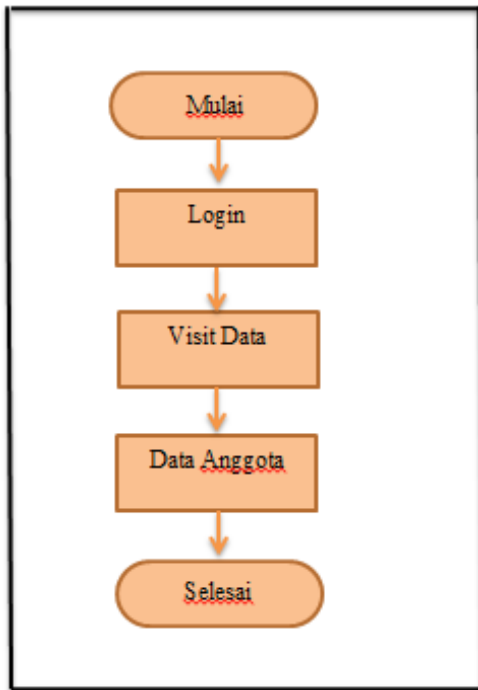 Mulai
Login
Visit Data
Data Anggota
Selesai